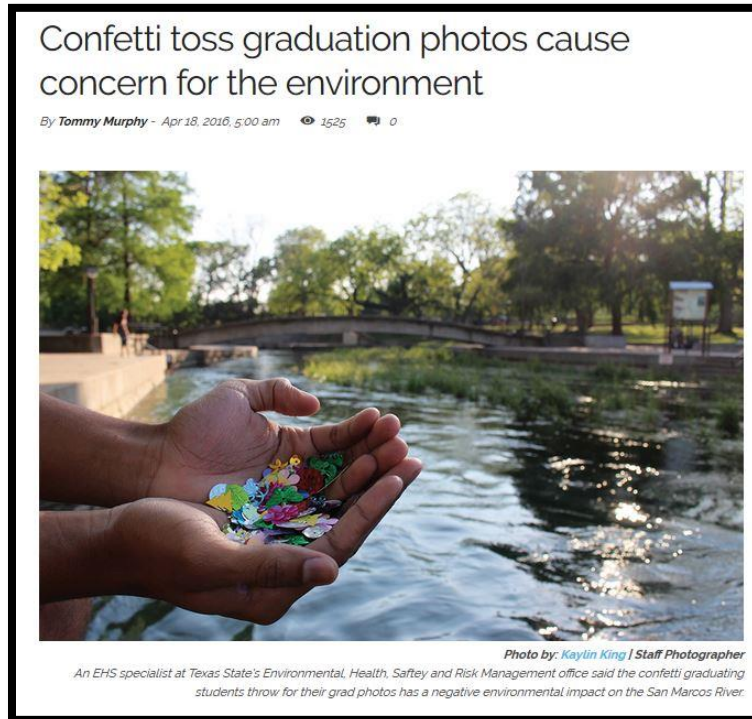 Confetti toss graduation photos cause
concern for the environment
By Tommy Murphy - Apr 18, 2016, 5:00 am 1525 0
Photo by: Kaylin King | Staff Photographer
An EHS specialist at Texas State's Environmental, Health, Saftey and Risk Management office said the confetti graduating
students throw for their grad photos has a negative environmental impact on the San Marcos River.